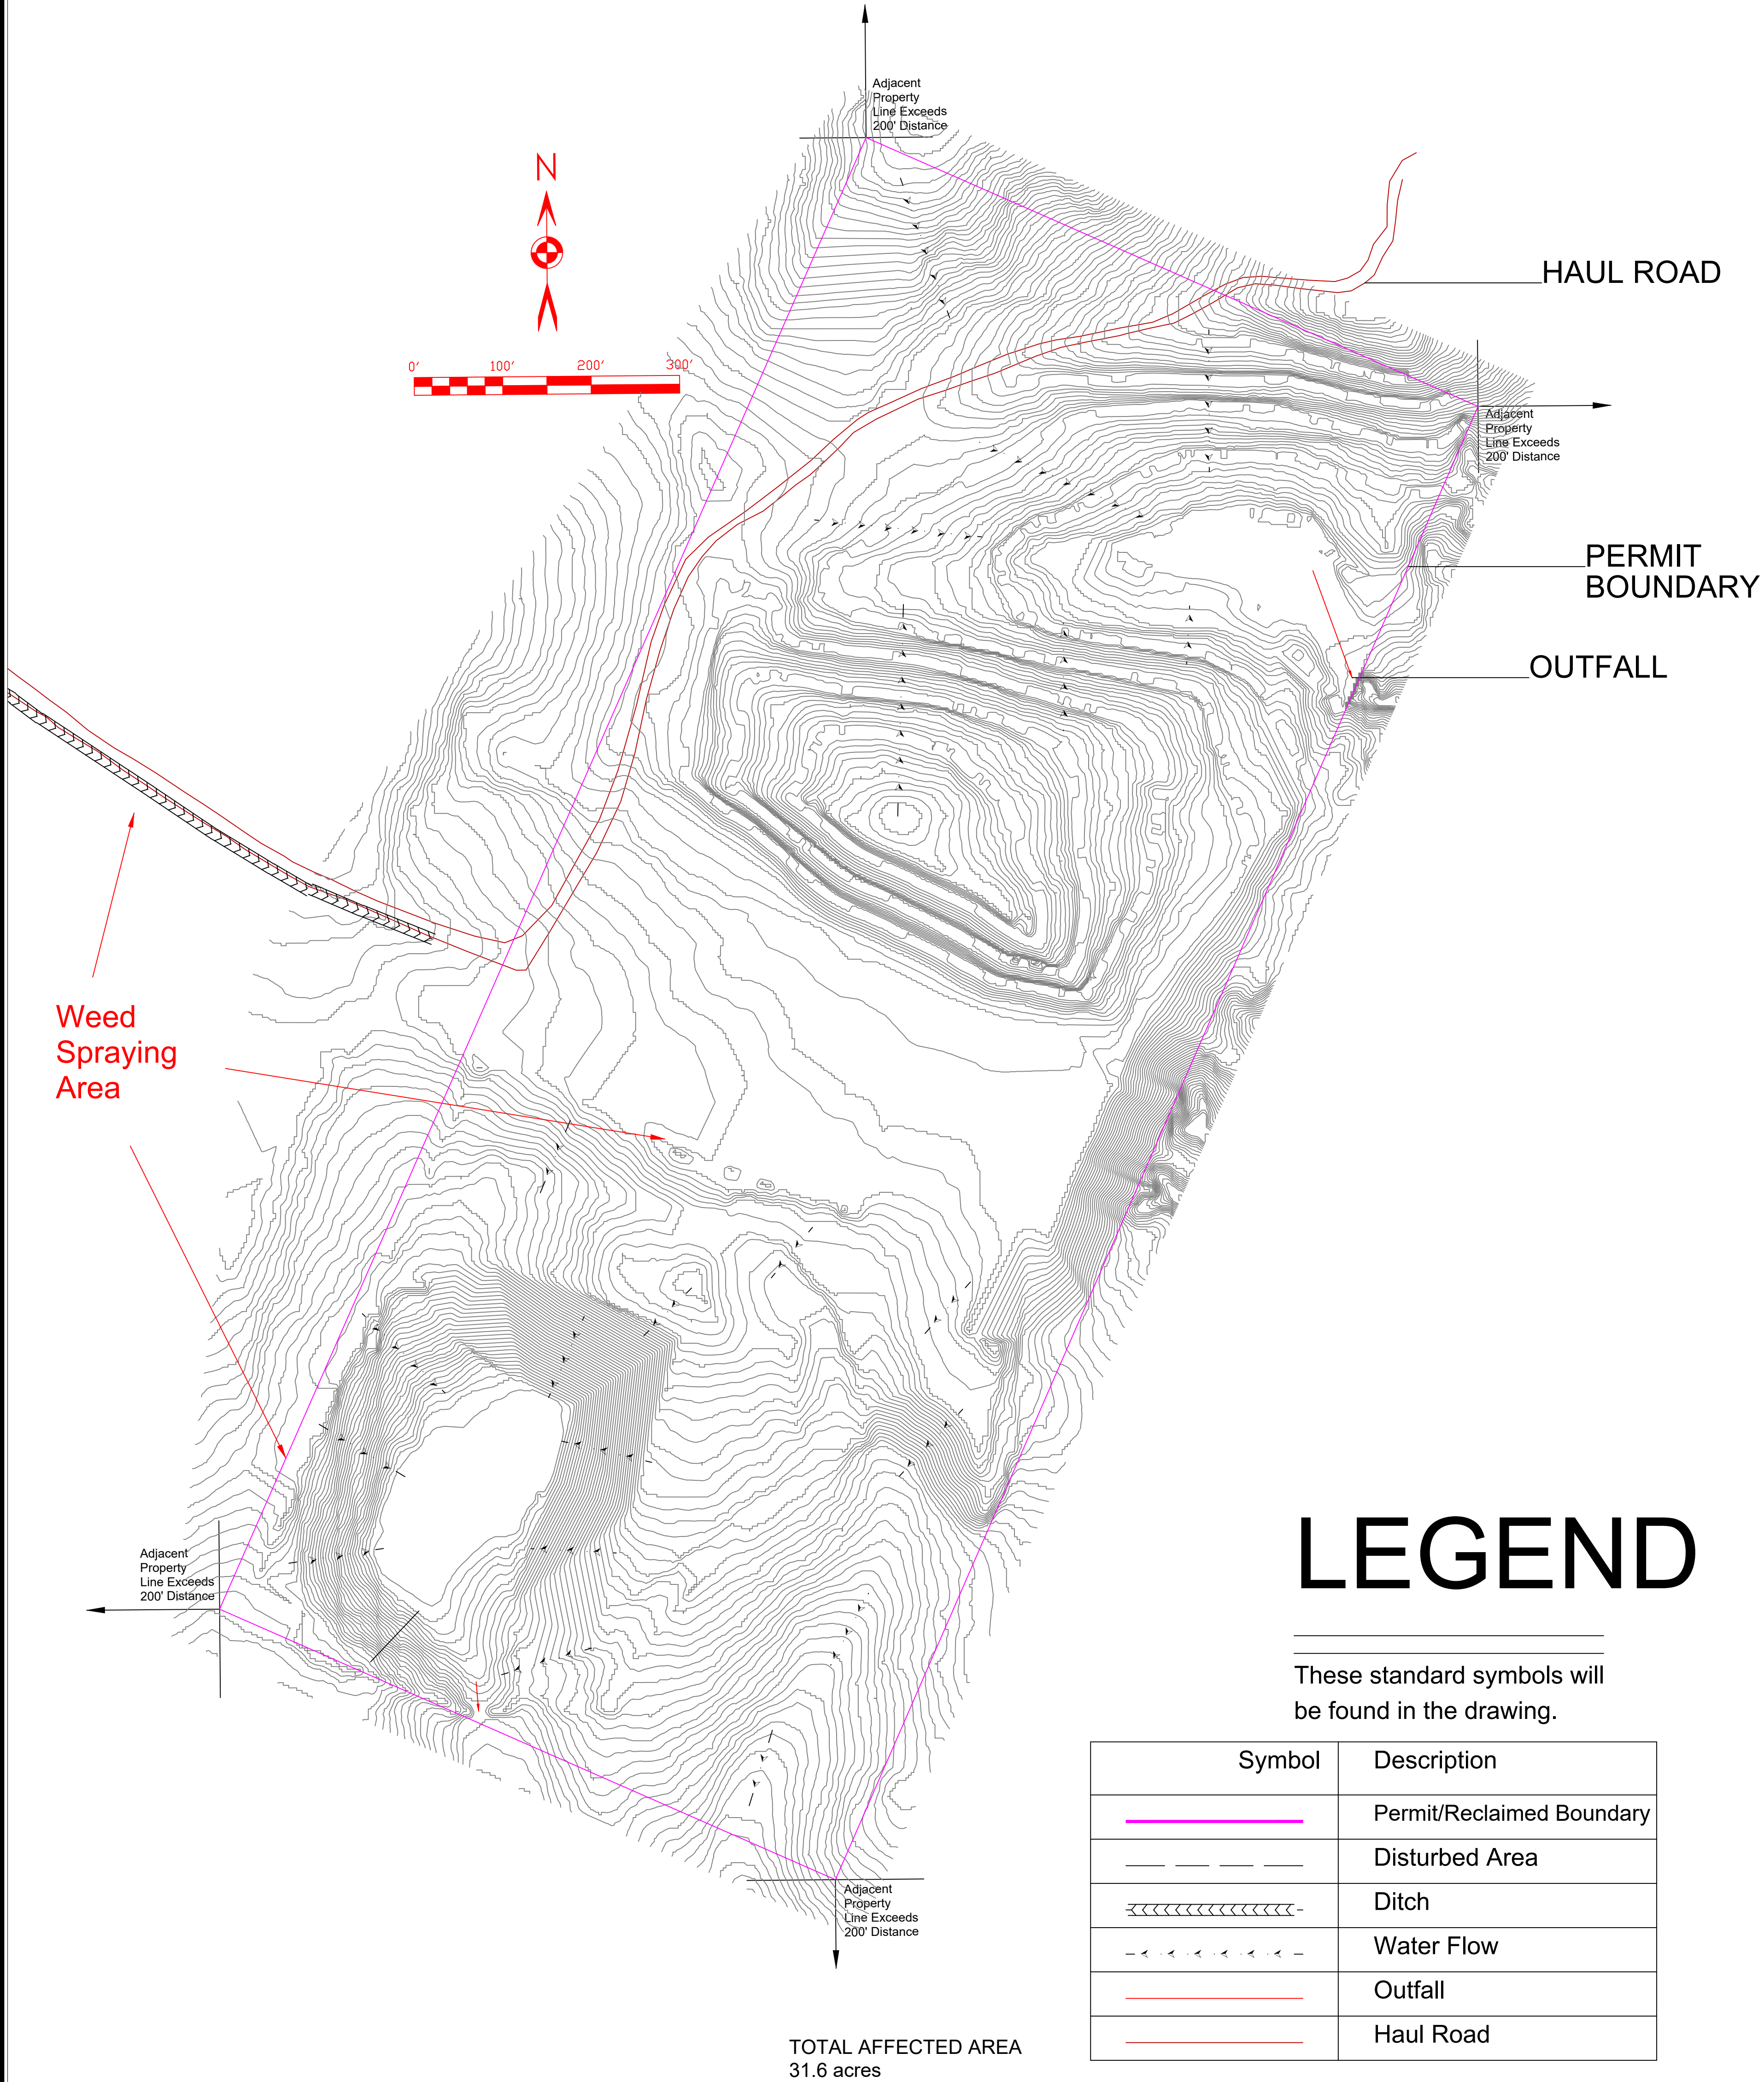 Adjacent
Property
Line Exceeds
200' Distance
N
HAUL ROAD
0' 100' 200' 300'
Adjacent
Property
Line Exceeds
200' Distance
PERMIT
BOUNDARY
OUTFALL
Weed
Spraying
Area
Adjacent
Property
Line Exceeds
200' Distance
LEGEND
These standard symbols will
be found in the drawing.
Symbol Description
Permit/Reclaimed Boundary
Disturbed Area
Ditch
Water Flow
Outfall
Haul Road
Adjacent
Property
Line Exceeds
200' Distance
TOTAL AFFECTED AREA
31.6 acres